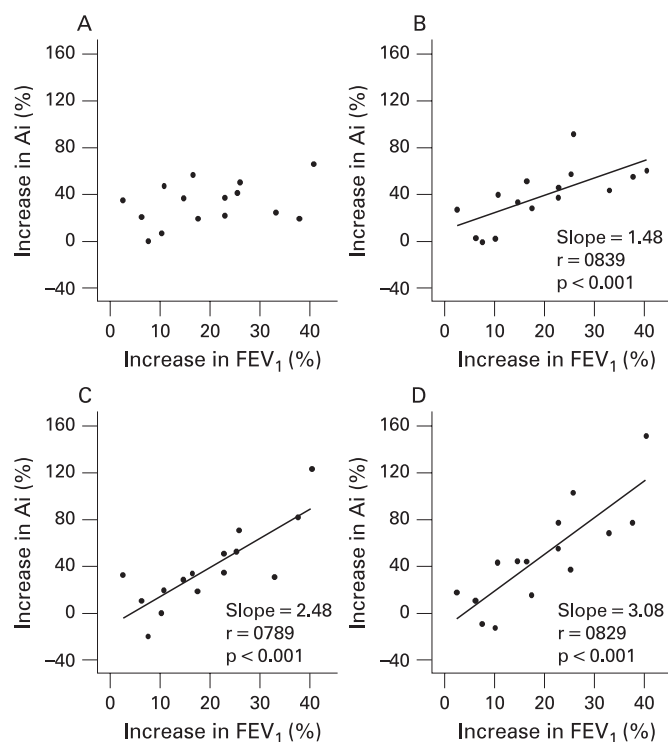 A
160
120
80
40
0
–40
Increase in Ai (%)
0 10 20 30 40
Increase in FEV1 (%)
B
160
120
80
40
0
–40
Increase in Ai (%)
Slope = 1.48
r = 0839
p < 0.001
0 10 20 30 40
Increase in FEV1 (%)
C
160
120
80
40
0
–40
Increase in Ai (%)
Slope = 2.48
r = 0789
p < 0.001
0 10 20 30 40
Increase in FEV1 (%)
D
160
120
80
40
0
–40
Increase in Ai (%)
Slope = 3.08
r = 0829
p < 0.001
0 10 20 30 40
Increase in FEV1 (%)